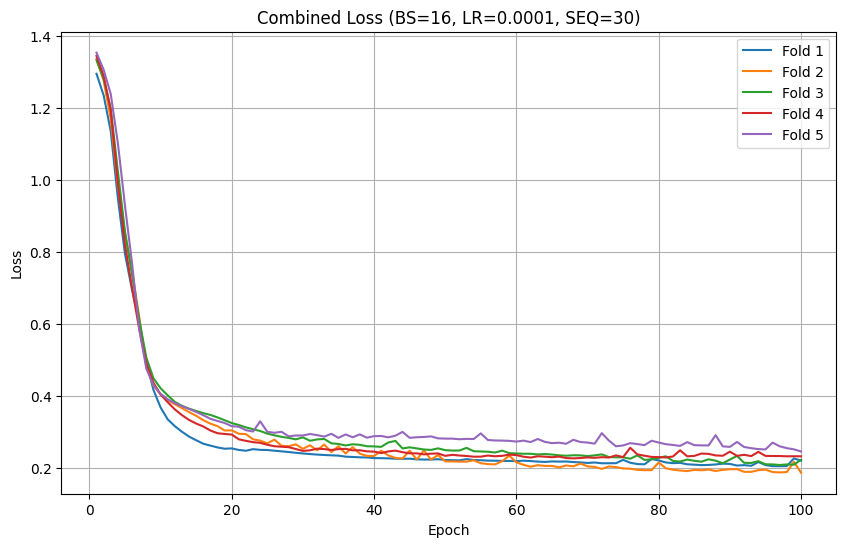 Combined Loss (BS=16, LR=0.0001, SEQ=30)
Fold 1
Fold 2
Fold 3
Fold 4
Fold 5
Loss
1.4
1.2
1.0
0.8
0.6
0.4
0.2
0 20 40 60 80 100
Epoch